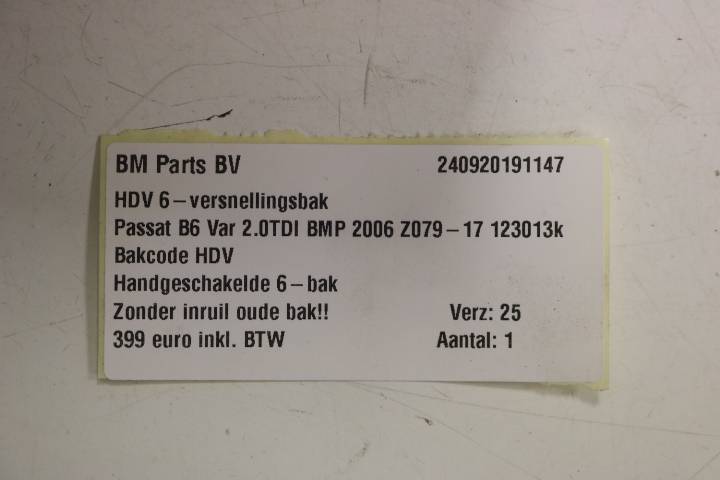 BM Parts BV 240920191147
HDV 6-versnellingsbak
Passat B6 Var 2.0TDI BMP 2006 Z079-17 123013k
Bakcode HDV
Handgeschakelde 6-bak
Zonder inruil oude bak!! Verz: 25
399 euro inkl. BTW Aantal: 1